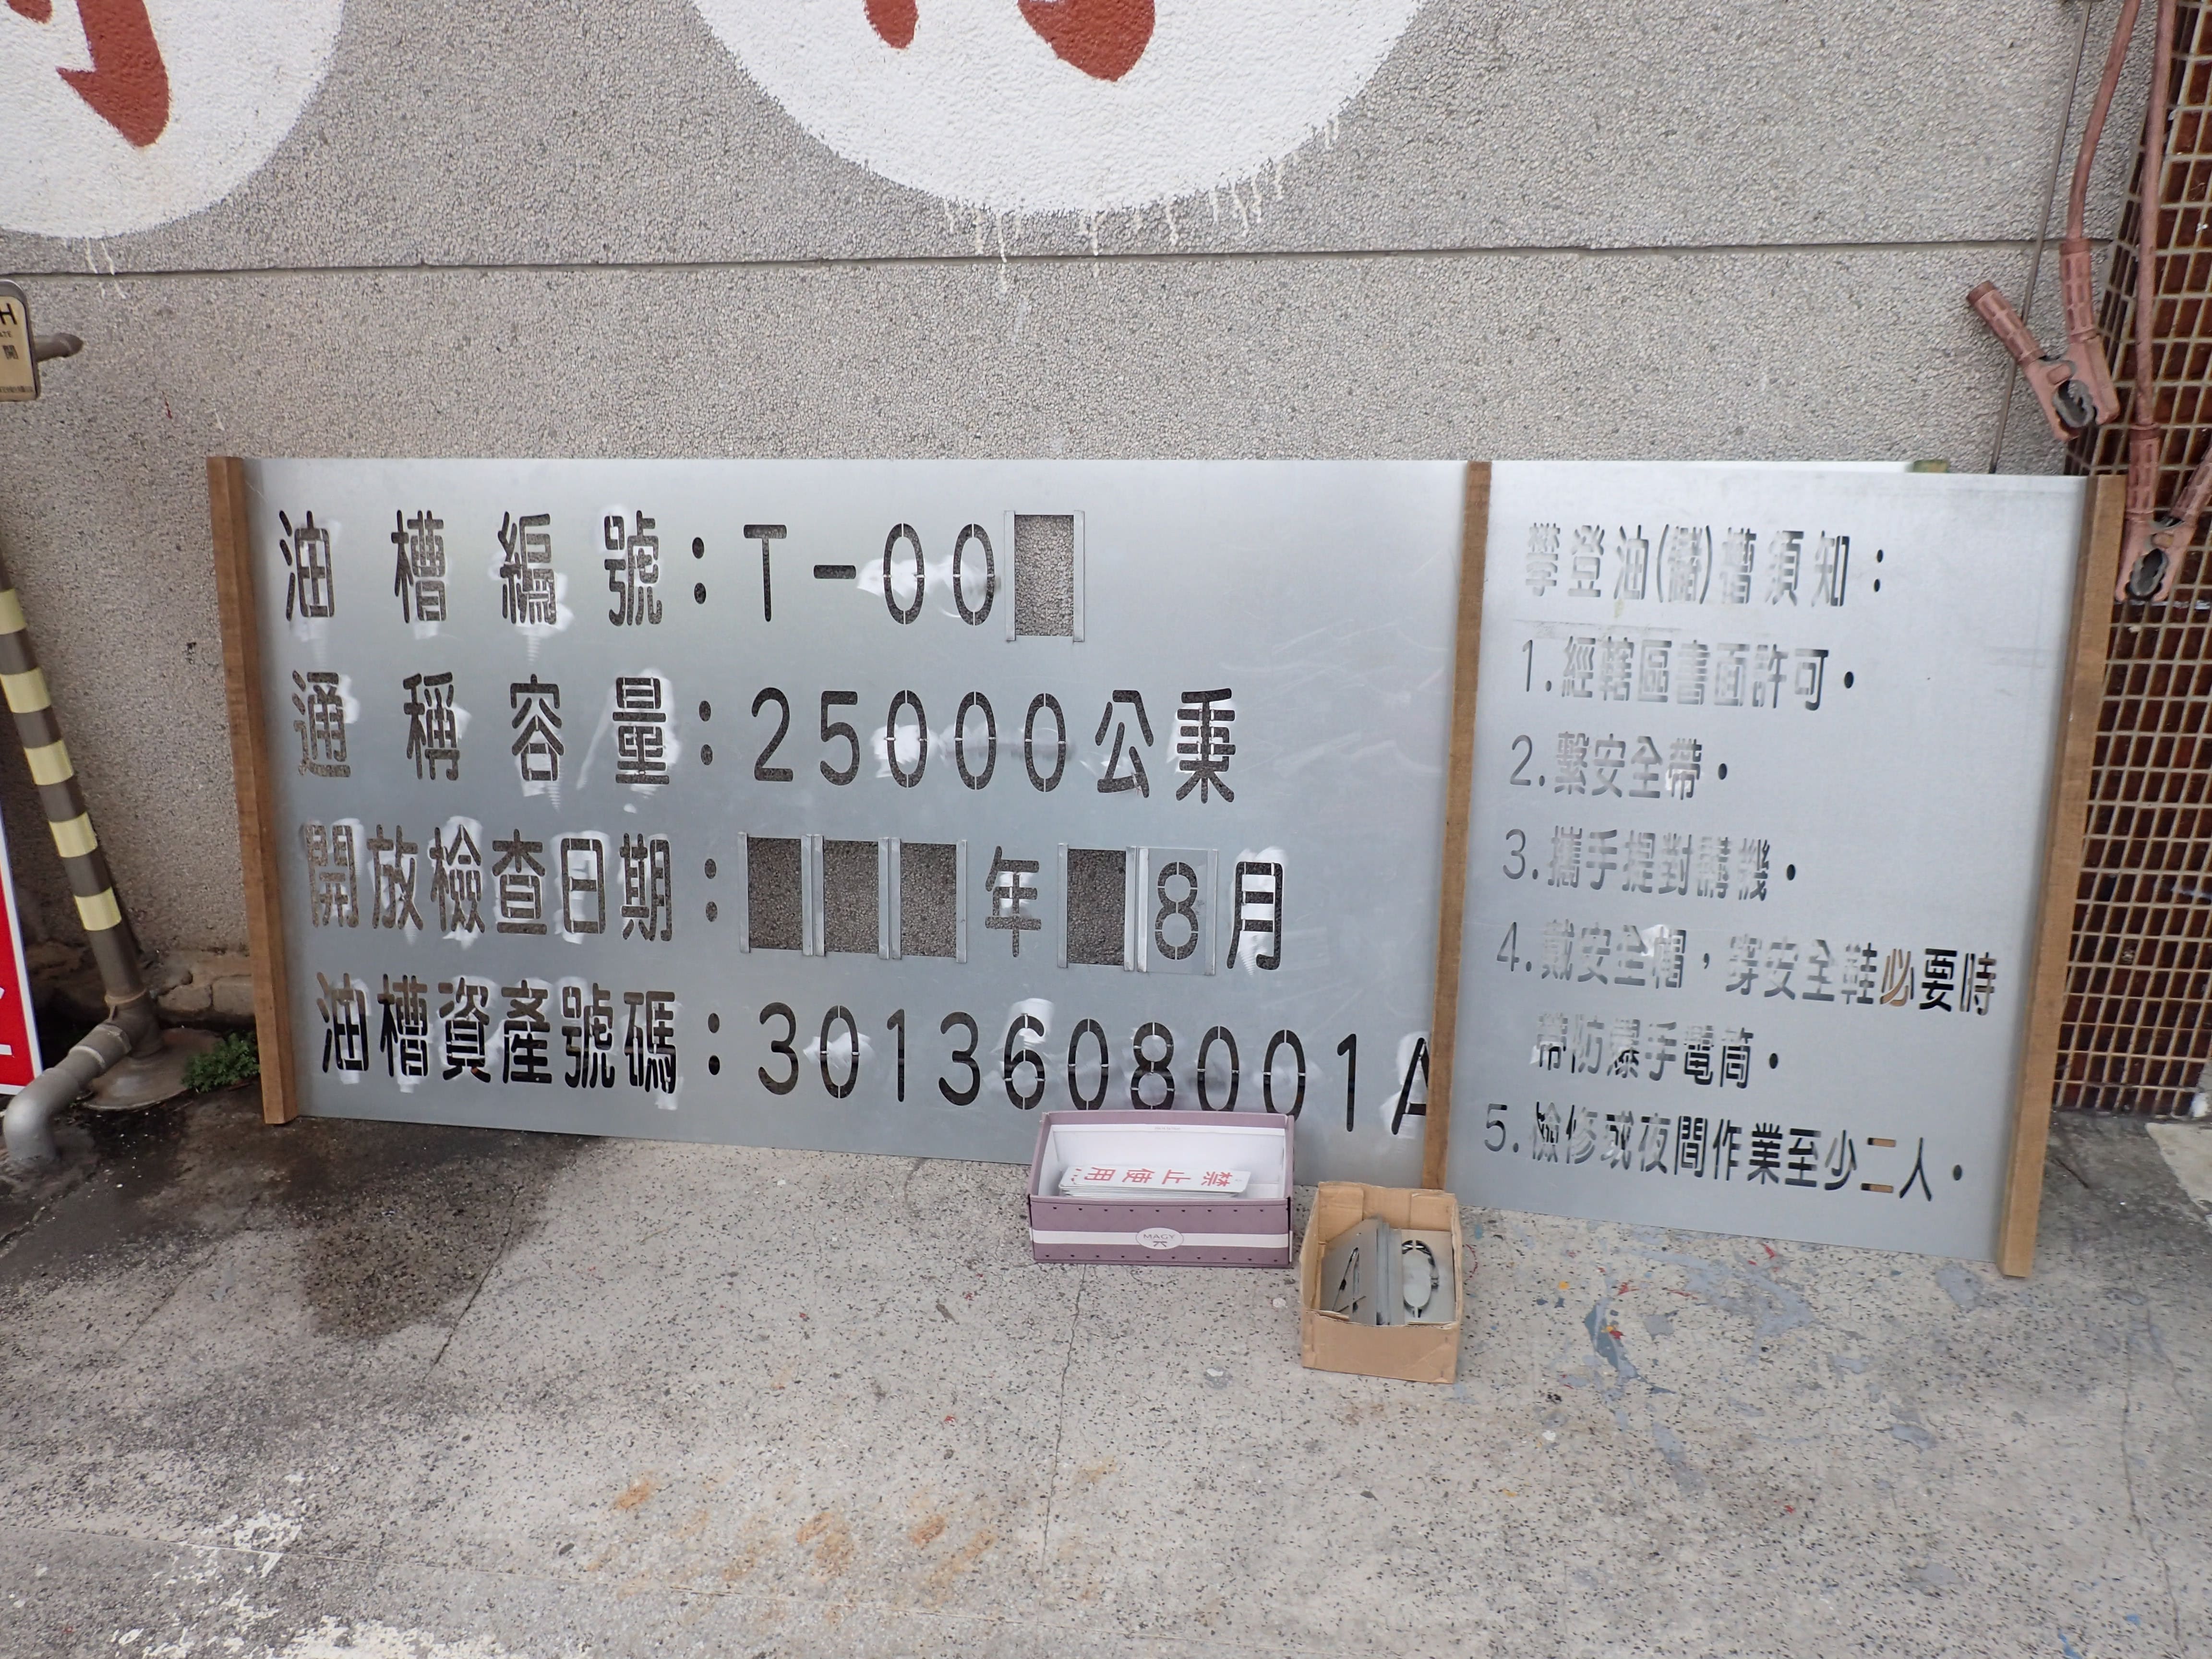 油槽編號：T-00
通稱容量：25000公秉
開放檢查日期：年8月
油槽資產號碼：3013608001A
攀登油(儲)槽須知：
1.經轄區書面許可。
2.繫安全帶。
3.攜手提對講機。
4.戴安全帽，穿安全鞋必要時
帶防爆手電筒。
5.檢修或夜間作業至少二人。
禁止使用
MAGY
H
開